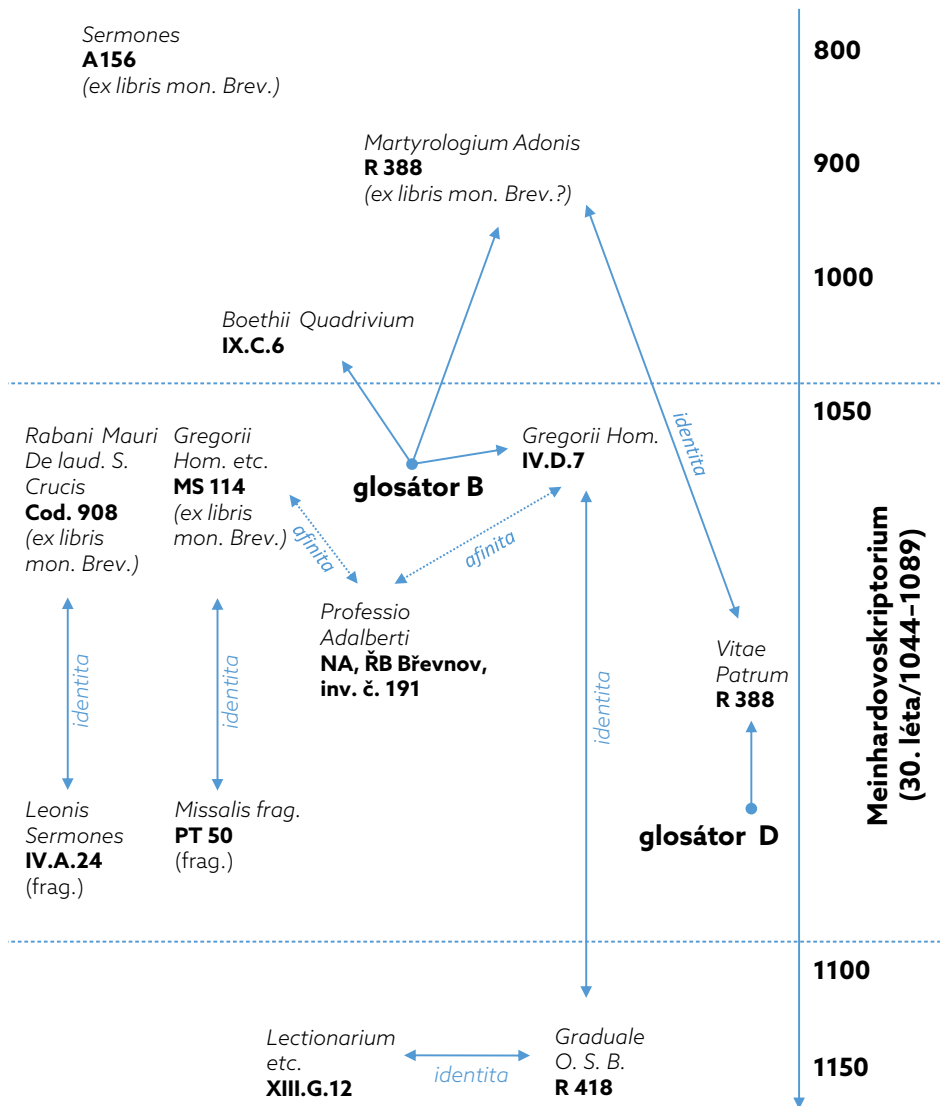 Sermones
A156
(ex libris mon. Brev.)
800
Martyrologium Adonis
R 388
(ex libris mon. Brev.?)
900
1000
Boethii Quadrivium
IX.C.6
1050
Rabani Mauri
De laud. S.
Crucis
Cod. 908
(ex libris
mon. Brev.)
Gregorii
Hom. etc.
MS 114
(ex libris
mon. Brev.)
glosátor B
Gregorii Hom.
IV.D.7
identita
afinita
afinita
Professio
Adalberti
NA, ŘB Břevnov,
inv. č. 191
Vitae
Patrum
R 388
identita
identita
identita
Meinhardovoskriptorium
(30. léta/1044–1089)
Leonis
Sermones
IV.A.24
(frag.)
Missalis frag.
PT 50
(frag.)
glosátor D
1100
Lectionarium
etc.
XIII.G.12
identita
Graduale
O. S. B.
R 418
1150